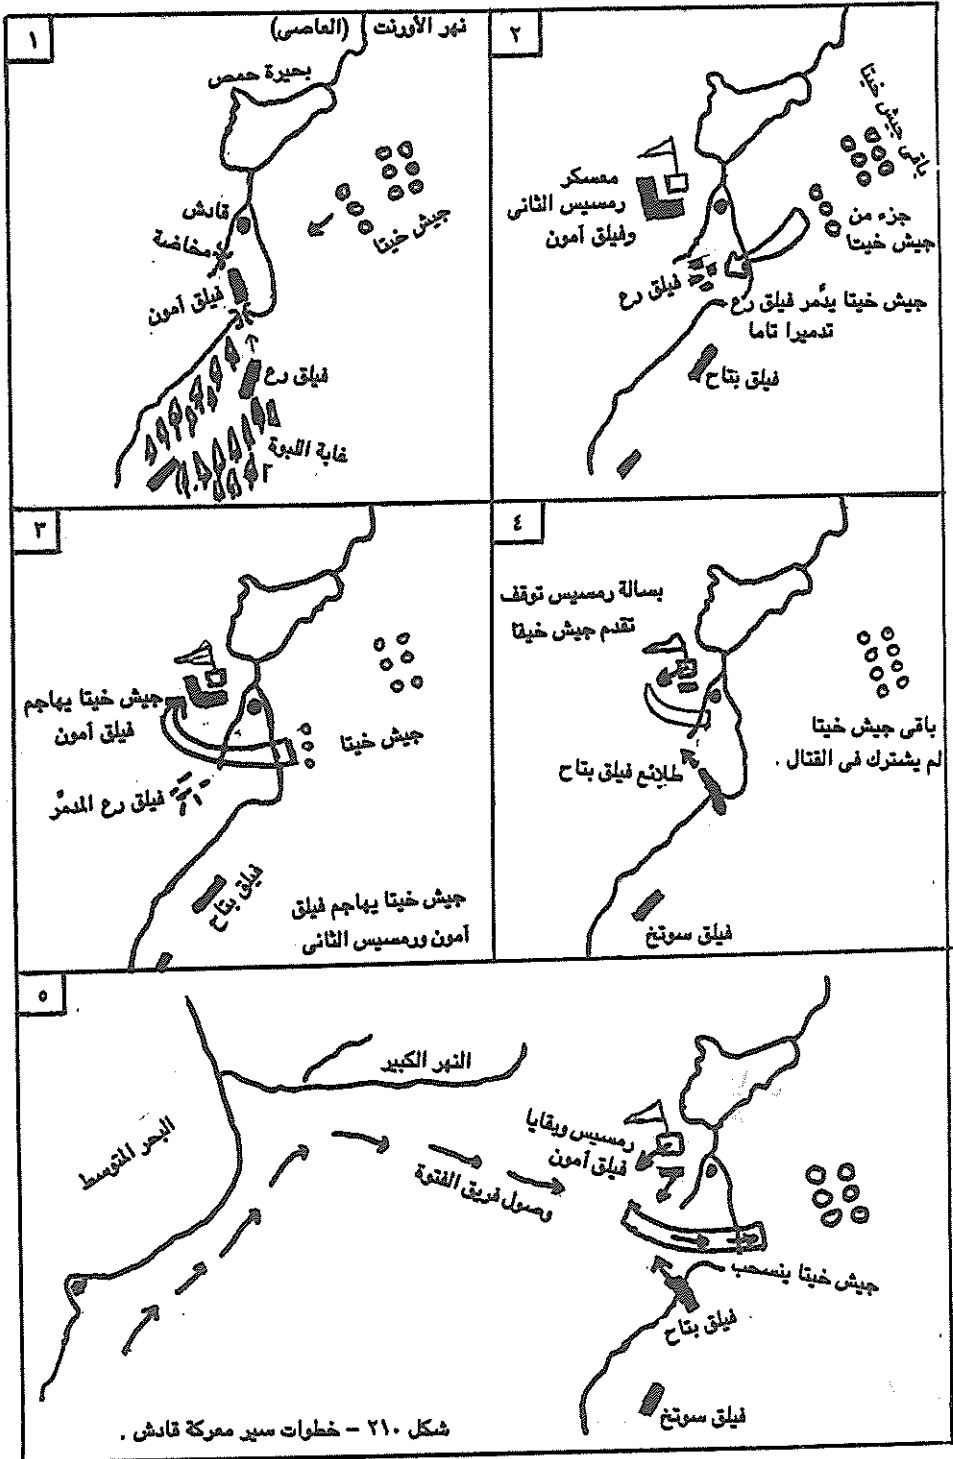 ١
نهر الأورنت (العاصى)
بحيرة حمص
جيش خيتا
قادش
مخاضة
فيلق آمون
فيلق رع
غابة اللبوة
٢
باقى جيش خيتا
معسكر
رمسيس الثانى
وفيلق آمون
جزء من
جيش خيتا
فيلق رع
جيش خيتا يدَّمر فيلق رع
تدميرا تاما
فيلق بتاح
٣
جيش خيتا يهاجم
فيلق آمون
جيش خيتا
فيلق رع المدمَّر
فيلق بتاح
جيش خيتا يهاجم فيلق
آمون ورمسيس الثانى
٤
بسالة رمسيس توقف
تقدم جيش خيتا
باقى جيش خيتا
لم يشترك فى القتال .
طلائع فيلق بتاح
فيلق سوتخ
٥
النهر الكبير
البحر المتوسط
رمسيس وبقايا
فيلق آمون
وصول فريق الفتوة
جيش خيتا ينسحب
فيلق بتاح
فيلق سوتخ
شكل ٢١٠ – خطوات سير معركة قادش .